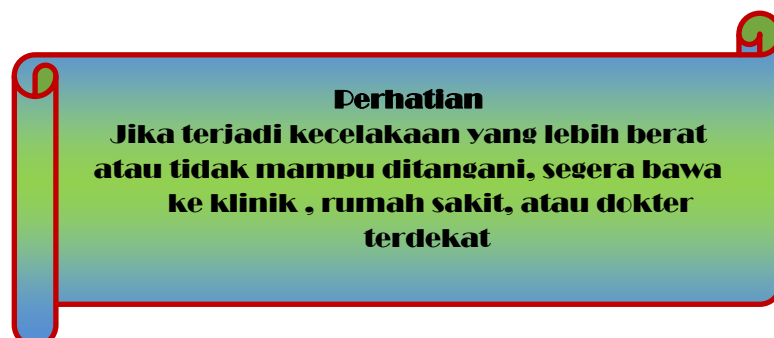 Perhatian
Jika terjadi kecelakaan yang lebih berat
atau tidak mampu ditangani, segera bawa
ke klinik , rumah sakit, atau dokter
terdekat